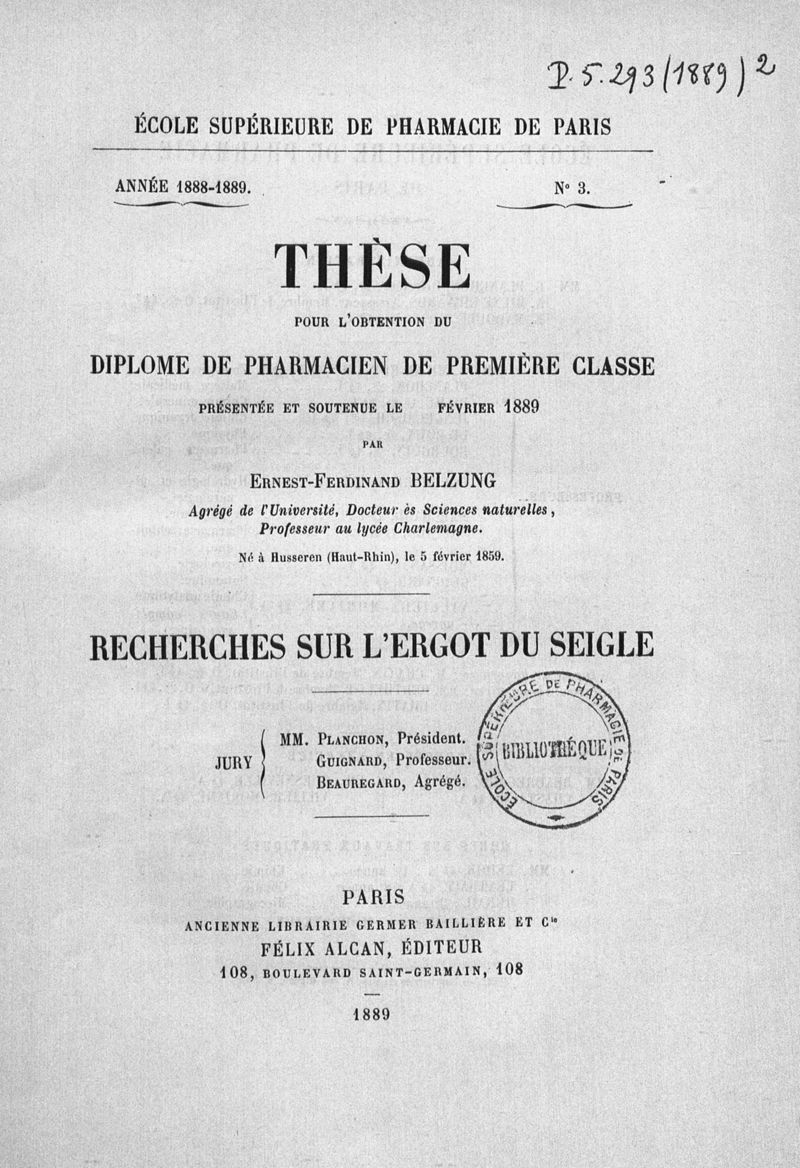 P. 5. 293 (1889) 2
ÉCOLE SUPÉRIEURE DE PHARMACIE DE PARIS
ANNÉE 1888-1889.
No 3.
THÈSE
POUR L'OBTENTION DU
DIPLOME DE PHARMACIEN DE PREMIÈRE CLASSE
PRÉSENTÉE ET SOUTENUE LE FÉVRIER 1889
PAR
ERNEST-FERDINAND BELZUNG
Agrégé de l'Université, Docteur ès Sciences naturelles,
Professeur au lycée Charlemagne.
Né à Husseren (Haut-Rhin), le 5 février 1859.
RECHERCHES SUR L'ERGOT DU SEIGLE
JURY
MM. PLANCHON, Président.
GUIGNARD, Professeur.
BEAUREGARD, Agrégé.
ÉCOLE SUPÉRIEURE DE PHARMACIE DE PARIS
BIBLIOTHÉQUE
PARIS
ANCIENNE LIBRAIRIE GERMER BAILLIÈRE ET Cie
FÉLIX ALCAN, ÉDITEUR
108, BOULEVARD SAINT-GERMAIN, 108
1889